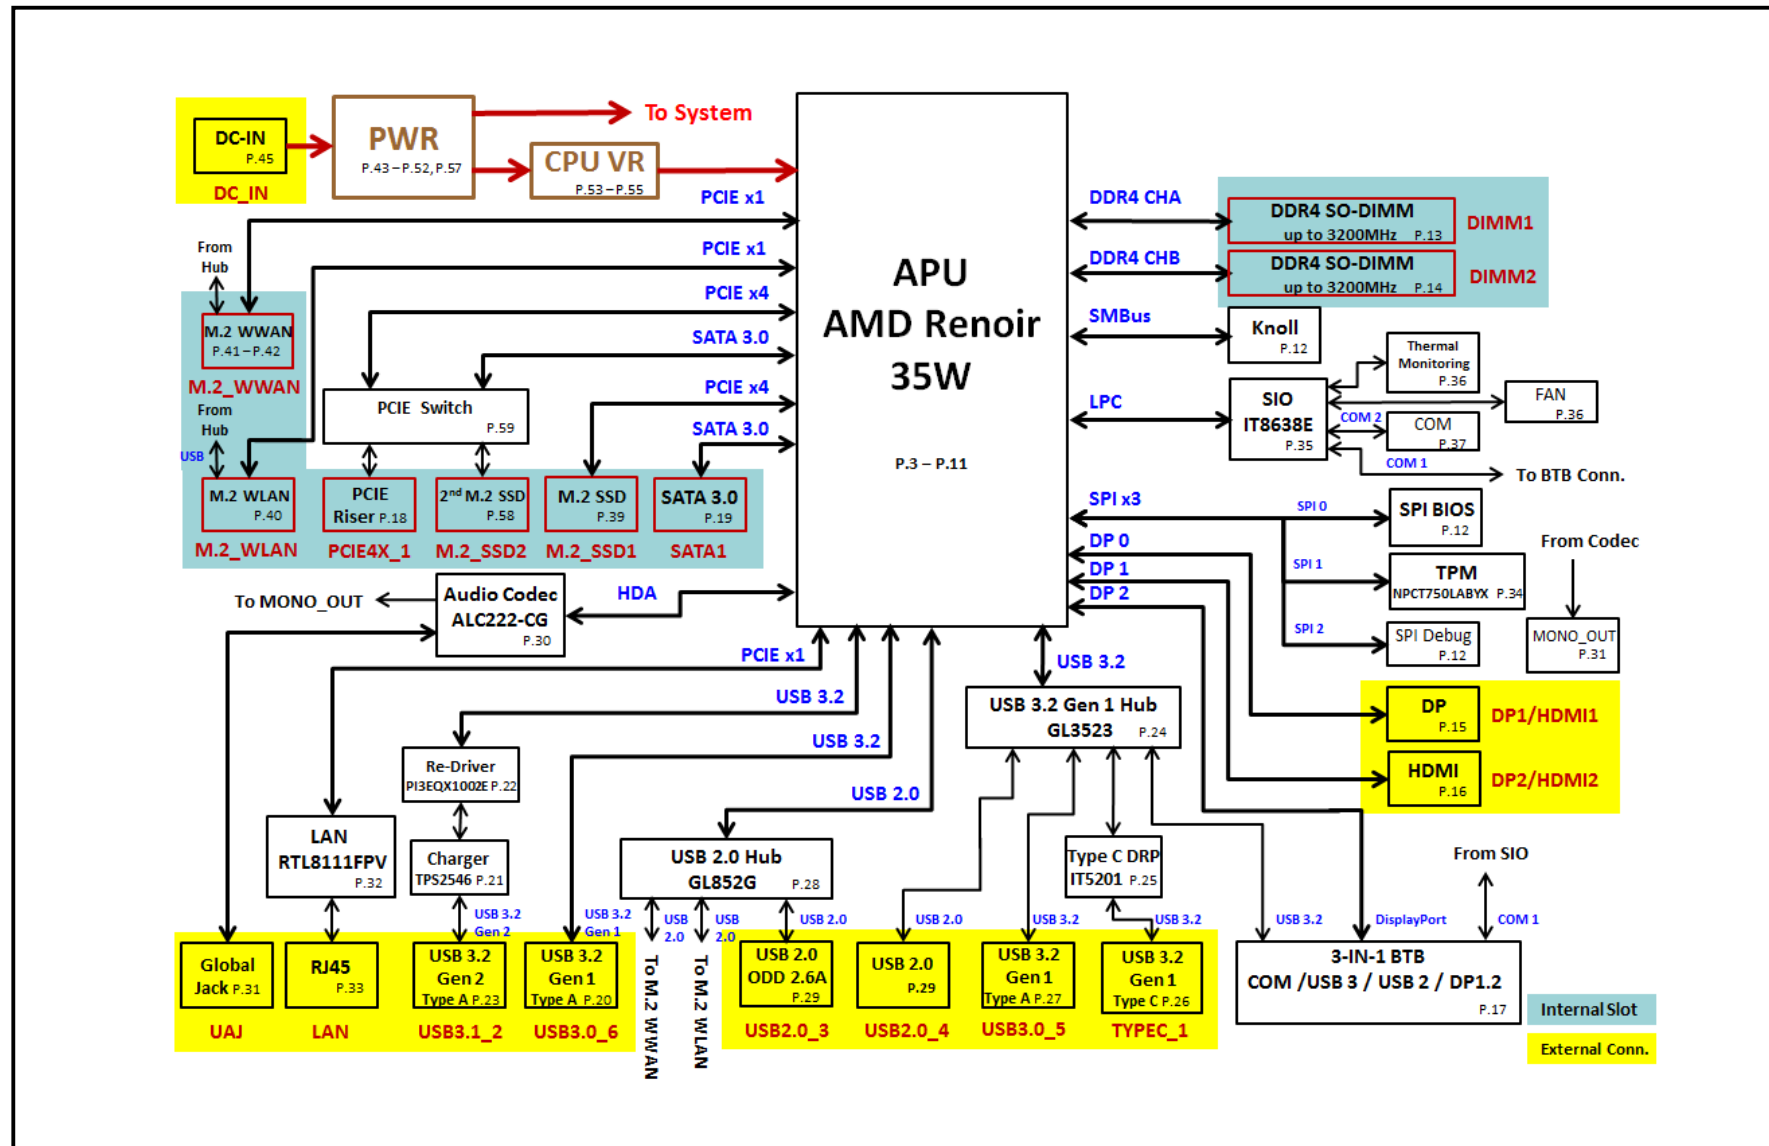 DC-IN
P.45
DC_IN
PWR
P.43 – P.52, P.57
To System
CPU VR
P.53 – P.55
PCIE x1
PCIE x1
PCIE x4
SATA 3.0
PCIE x4
SATA 3.0
From
Hub
M.2 WWAN
P.41 – P.42
M.2_WWAN
From
Hub
USB
M.2 WLAN
P.40
M.2_WLAN
PCIE Switch
P.59
PCIE
Riser P.18
PCIE4X_1
2nd M.2 SSD
P.58
M.2_SSD2
M.2 SSD
P.39
M.2_SSD1
SATA 3.0
P.19
SATA1
APU
AMD Renoir
35W
P.3 – P.11
DDR4 CHA
DDR4 SO-DIMM
up to 3200MHz P.13
DIMM1
DDR4 CHB
DDR4 SO-DIMM
up to 3200MHz P.14
DIMM2
SMBus
Knoll
P.12
LPC
SIO
IT8638E
P.35
Thermal
Monitoring
P.36
FAN
P.36
COM 2
COM
P.37
COM 1
To BTB Conn.
SPI x3
SPI 0
SPI BIOS
P.12
SPI 1
TPM
NPCT750LABYX P.34
SPI 2
SPI Debug
P.12
From Codec
MONO_OUT
P.31
DP 0
DP 1
DP 2
DP
P.15
DP1/HDMI1
HDMI
P.16
DP2/HDMI2
To MONO_OUT
Audio Codec
ALC222-CG
P.30
HDA
PCIE x1
USB 3.2
USB 3.2
USB 2.0
USB 3.2
USB 3.2 Gen 1 Hub
GL3523 P.24
Re-Driver
PI3EQX1002E P.22
LAN
RTL8111FPV
P.32
Charger
TPS2546 P.21
USB 2.0 Hub
GL852G P.28
Type C DRP
IT5201 P.25
From SIO
USB 3.2
Gen 2
USB 3.2
Gen 1
USB
2.0
USB
2.0
USB 2.0
USB 2.0
USB 3.2
USB 3.2
USB 3.2
DisplayPort
COM 1
Global
Jack P.31
UAJ
RJ45
P.33
LAN
USB 3.2
Gen 2
Type A P.23
USB3.1_2
USB 3.2
Gen 1
Type A P.20
USB3.0_6
To M.2 WWAN
To M.2 WLAN
USB 2.0
ODD 2.6A
P.29
USB2.0_3
USB 2.0
P.29
USB2.0_4
USB 3.2
Gen 1
Type A P.27
USB3.0_5
USB 3.2
Gen 1
Type C P.26
TYPEC_1
3-IN-1 BTB
COM /USB 3 / USB 2 / DP1.2
P.17
Internal Slot
External Conn.